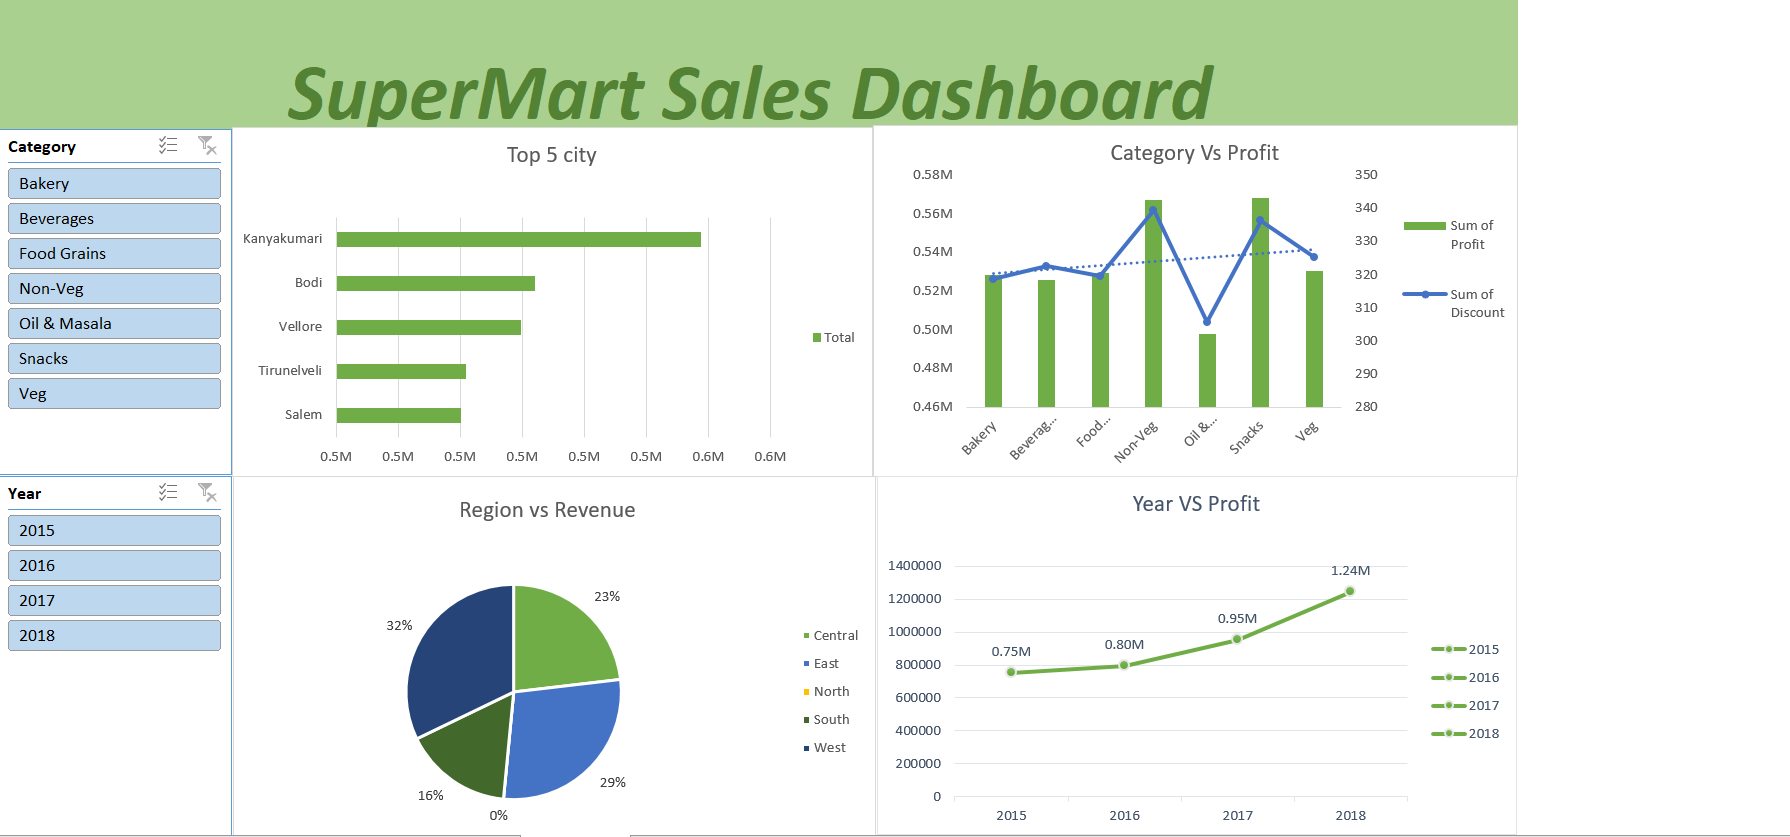 SuperMart Sales Dashboard
Category
Bakery
Beverages
Food Grains
Non-Veg
Oil & Masala
Snacks
Veg
Year
2015
2016
2017
2018
Top 5 city
Kanyakumari
Bodi
Vellore
Tirunelveli
Salem
0.5M 0.5M 0.5M 0.5M 0.5M 0.5M 0.6M 0.6M
Total
Category Vs Profit
0.58M
0.56M
0.54M
0.52M
0.50M
0.48M
0.46M
350
340
330
320
310
300
290
280
Bakery
Beverag...
Food...
Non-Veg
Oil &...
Snacks
Veg
Sum of
Profit
Sum of
Discount
Region vs Revenue
23%
29%
0%
16%
32%
Central
East
North
South
West
Year VS Profit
1400000
1200000
1000000
800000
600000
400000
200000
0
0.75M
0.80M
0.95M
1.24M
2015 2016 2017 2018
2015
2016
2017
2018